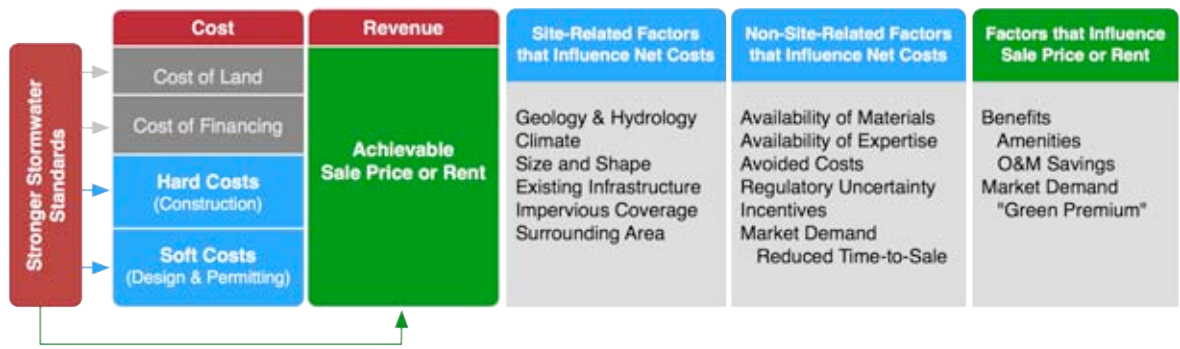 Stronger Stormwater
Standards
Cost
Cost of Land
Cost of Financing
Hard Costs
(Construction)
Soft Costs
(Design & Permitting)
Revenue
Achievable
Sale Price or Rent
Site-Related Factors
that Influence Net Costs
Geology & Hydrology
Climate
Size and Shape
Existing Infrastructure
Impervious Coverage
Surrounding Area
Non-Site-Related Factors
that Influence Net Costs
Availability of Materials
Availability of Expertise
Avoided Costs
Regulatory Uncertainty
Incentives
Market Demand
Reduced Time-to-Sale
Factors that Influence
Sale Price or Rent
Benefits
Amenities
O&M Savings
Market Demand
"Green Premium"